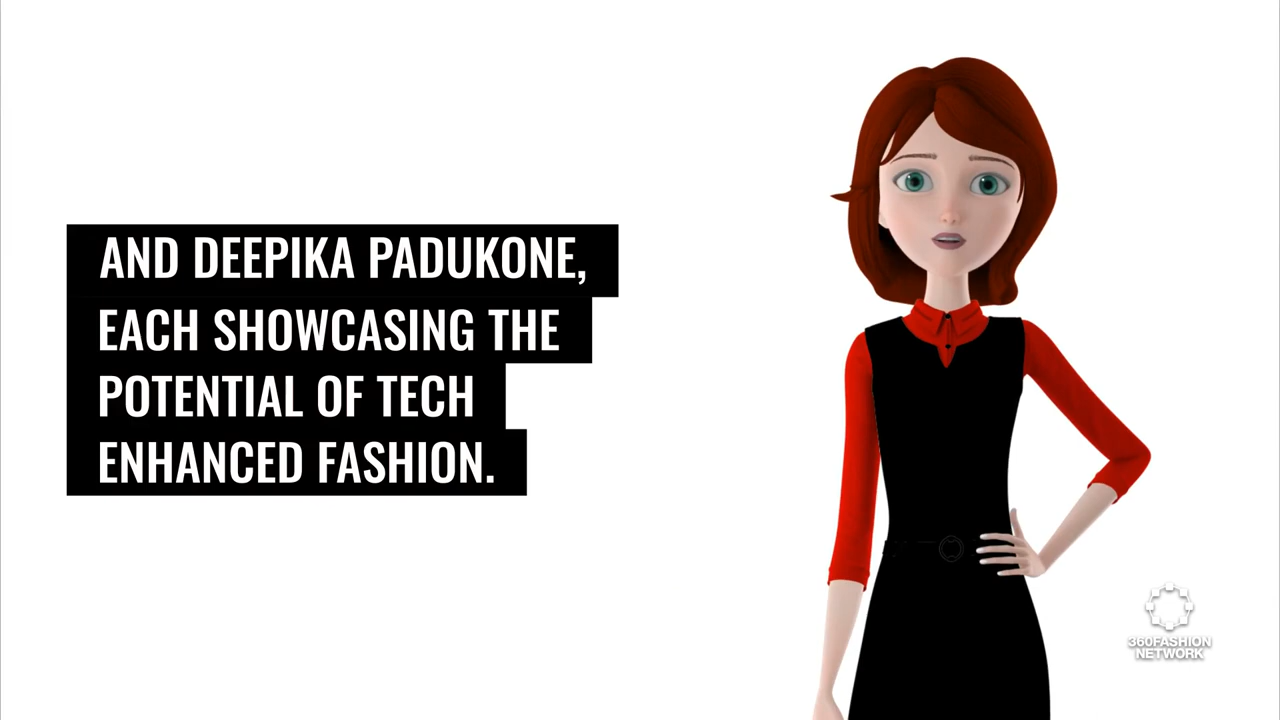 AND DEEPIKA PADUKONE,
EACH SHOWCASING THE
POTENTIAL OF TECH
ENHANCED FASHION.
360FASHION
NETWORK